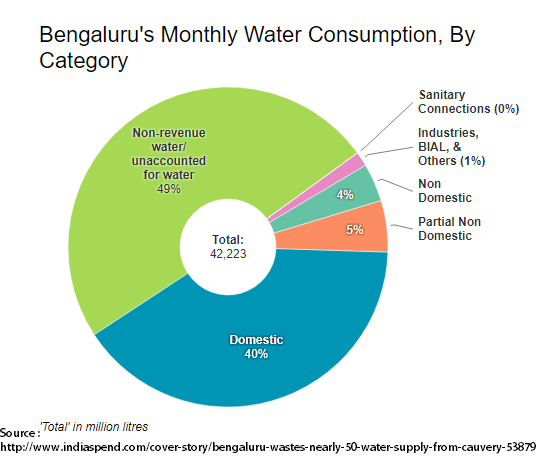 Bengaluru's Monthly Water Consumption, By
Category
Sanitary
Connections (0%)
Industries,
BIAL, &
Others (1%)
Non
Domestic
4%
Partial Non
Domestic
5%
Non-revenue
water/
unaccounted
for water
49%
Total:
42,223
Domestic
40%
'Total' in million litres
Source :
http://www.indiaspend.com/cover-story/bengaluru-wastes-nearly-50-water-supply-from-cauvery-53879